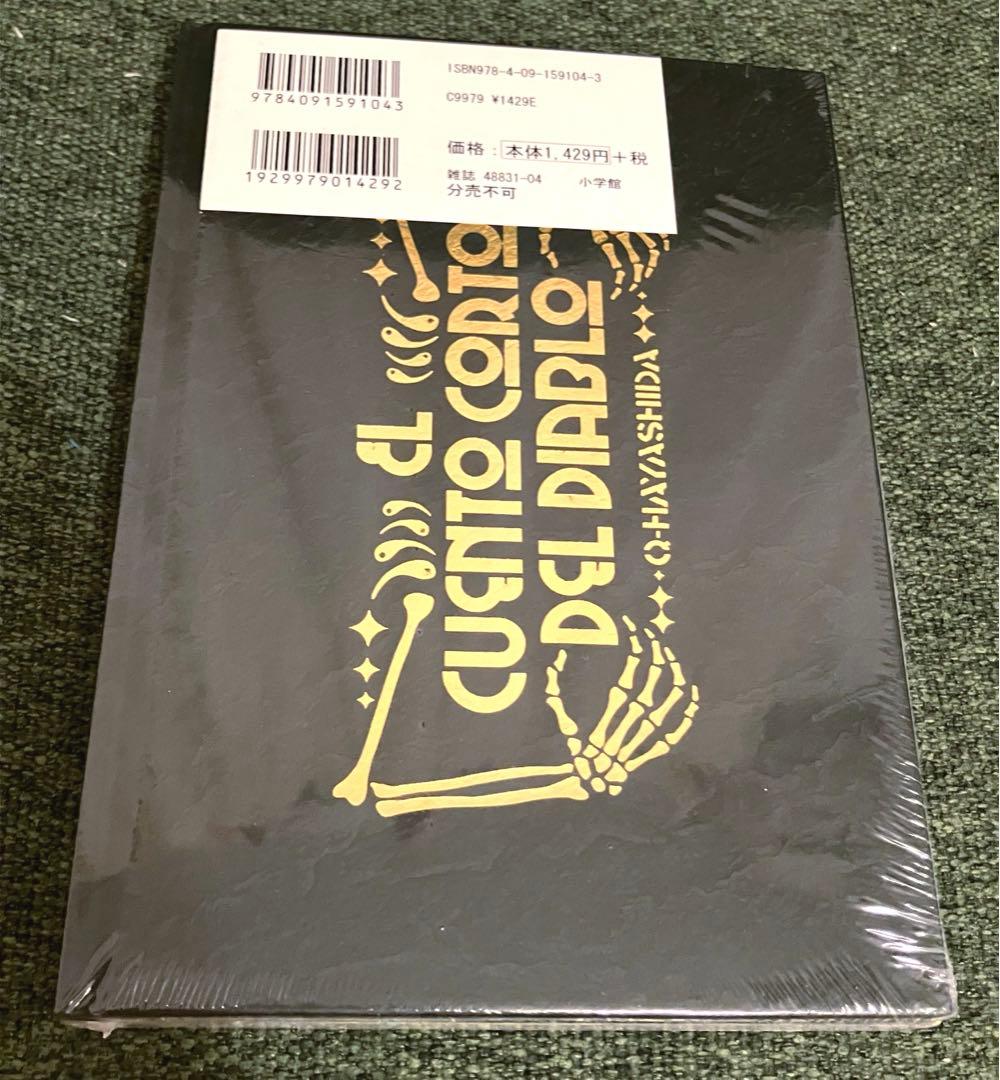 ISBN978-4-09-159104-3
9784091591043
C9979 ¥1429E
価格：本体1,429円+税
1929979014292
雑誌 48831-04 小学館
分売不可
EL
CUENTO CORTO
DEL DIABLO
Q-HAYASHIDA